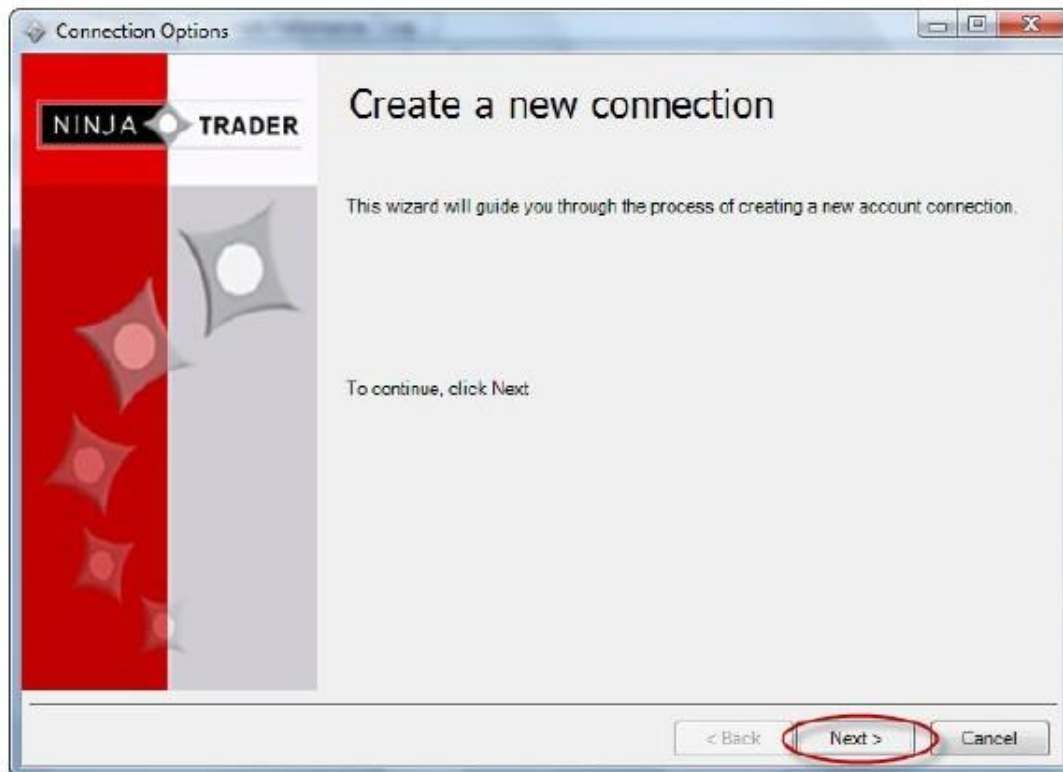 Connection Options
NINJA TRADER
Create a new connection
This wizard will guide you through the process of creating a new account connection.
To continue, click Next
< Back
Next >
Cancel